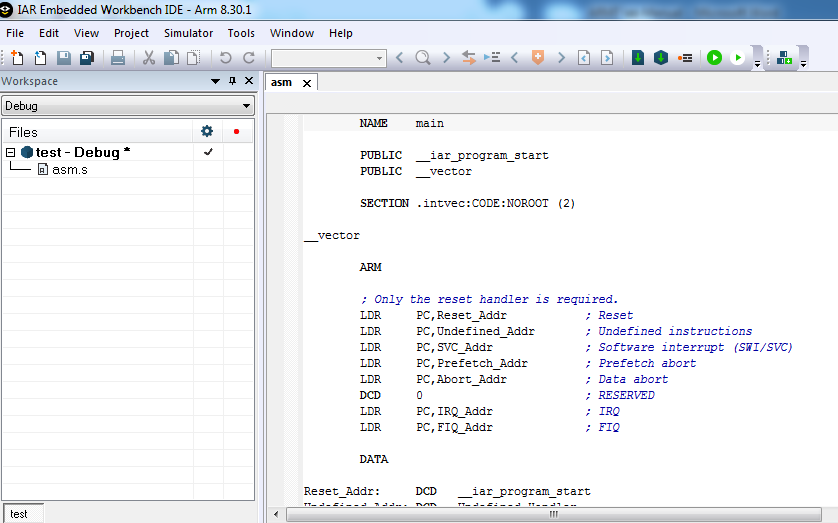 IAR Embedded Workbench IDE - Arm 8.30.1
File Edit View Project Simulator Tools Window Help
Workspace
Debug
Files
test - Debug *
asm.s
test
asm
NAME main
PUBLIC __iar_program_start
PUBLIC __vector
SECTION .intvec:CODE:NOROOT (2)
__vector
ARM
; Only the reset handler is required.
LDR PC,Reset_Addr ; Reset
LDR PC,Undefined_Addr ; Undefined instructions
LDR PC,SVC_Addr ; Software interrupt (SWI/SVC)
LDR PC,Prefetch_Addr ; Prefetch abort
LDR PC,Abort_Addr ; Data abort
DCD 0 ; RESERVED
LDR PC,IRQ_Addr ; IRQ
LDR PC,FIQ_Addr ; FIQ
DATA
Reset_Addr: DCD __iar_program_start
Undefined_Addr: DCD Undefined_Handler